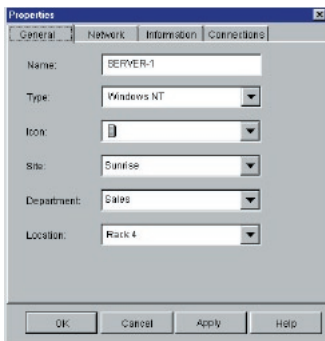 Properties
General Network Information Connections
Name: SERVER-1
Type: Windows NT
Icon:
Site: Sunrise
Department: Sales
Location: Rack 4
OK Cancel Apply Help